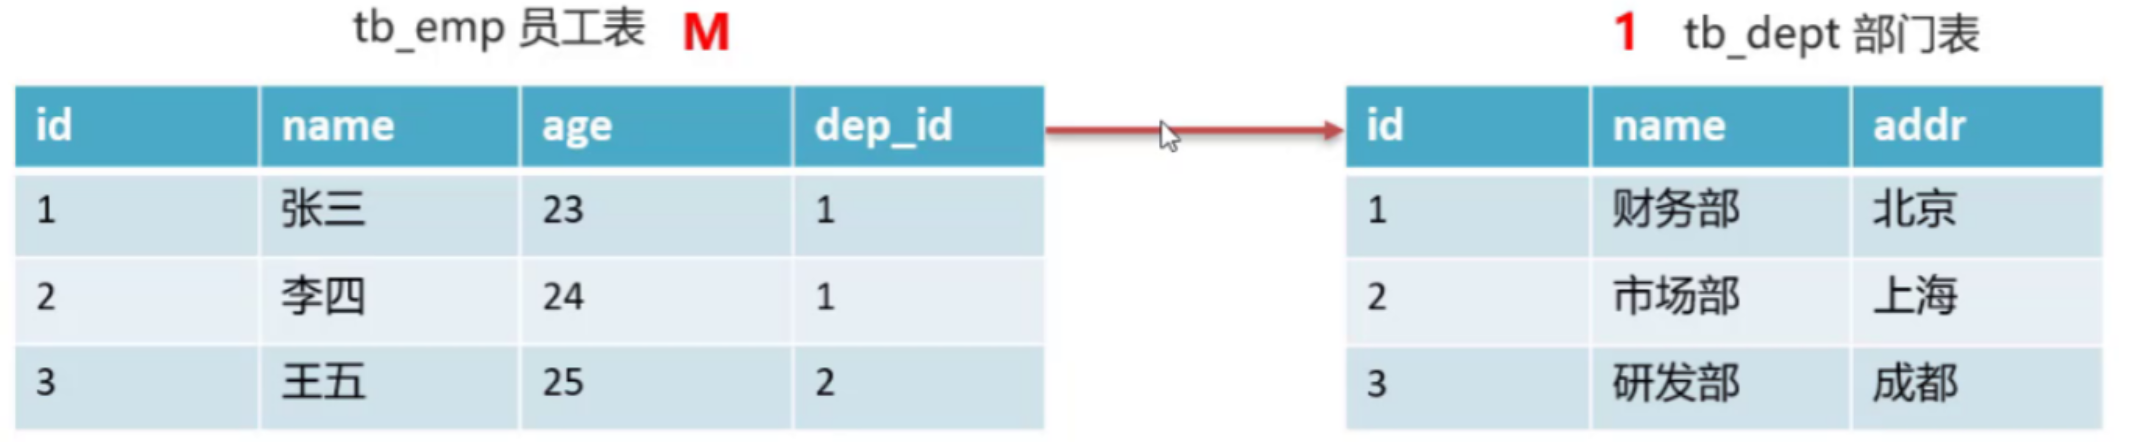 tb_emp 员工表 M 1 tb_dept 部门表
id name age dep_id id name addr
1 张三 23 1 1 财务部 北京
2 李四 24 1 2 市场部 上海
3 王五 25 2 3 研发部 成都